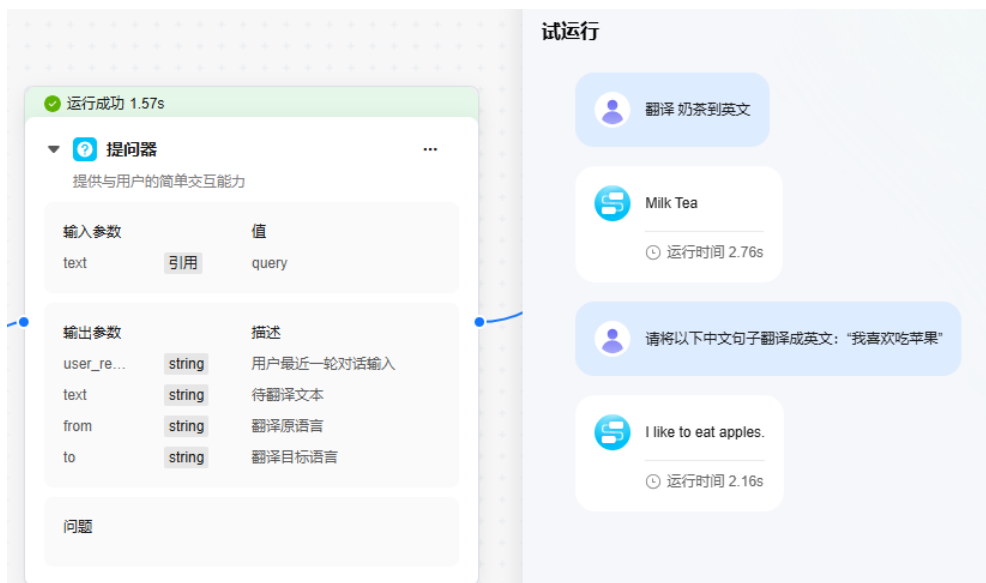 运行成功 1.57s
提问器
提供与用户的简单交互能力
输入参数 值
text 引用 query
输出参数 描述
user_re... string 用户最近一轮对话输入
text string 待翻译文本
from string 翻译原语言
to string 翻译目标语言
问题
试运行
翻译 奶茶到英文
Milk Tea
运行时间 2.76s
请将以下中文句子翻译成英文：“我喜欢吃苹果”
I like to eat apples.
运行时间 2.16s